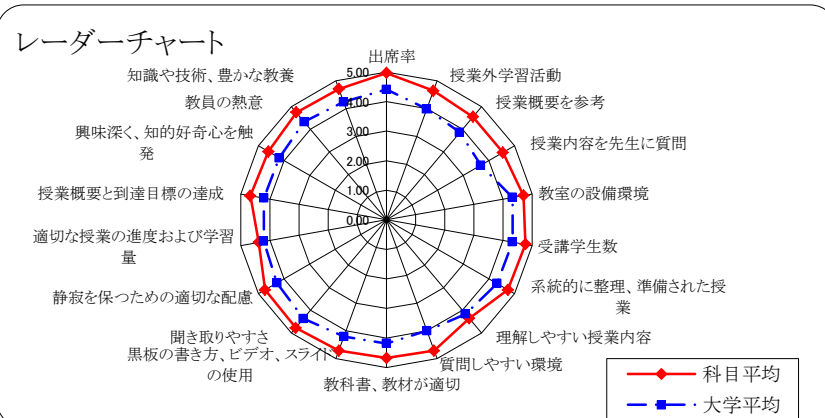 レーダーチャート
出席率
授業外学習活動
授業概要を参考
授業内容を先生に質問
教室の設備環境
受講学生数
系統的に整理、準備された授
業
理解しやすい授業内容
質問しやすい環境
教科書、教材が適切
黒板の書き方、ビデオ、スライド
の使用
聞き取りやすさ
静寂を保つための適切な配慮
適切な授業の進度および学習
量
授業概要と到達目標の達成
興味深く、知的好奇心を触
発
教員の熱意
知識や技術、豊かな教養
5.00
4.00
3.00
2.00
1.00
0.00
科目平均
大学平均